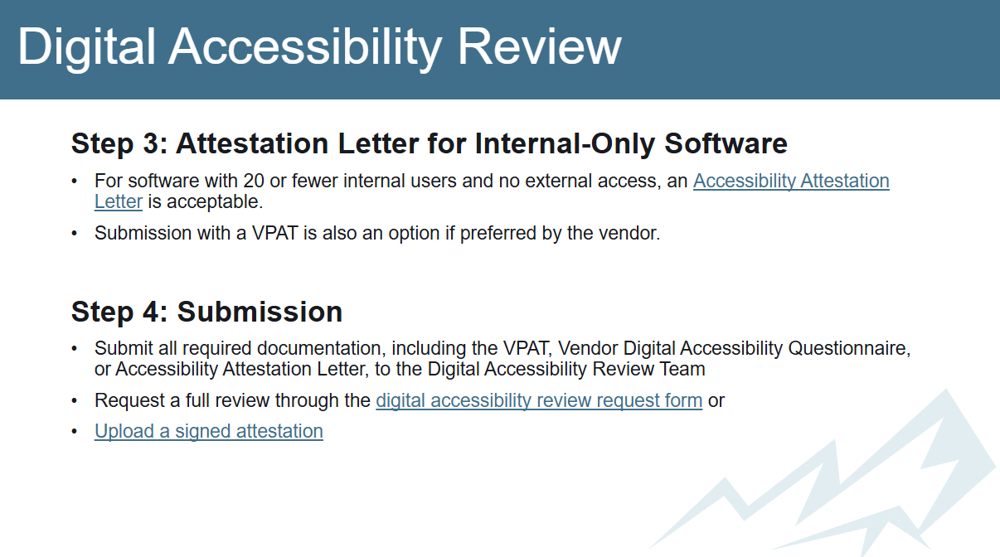 Digital Accessibility Review
Step 3: Attestation Letter for Internal-Only Software
• For software with 20 or fewer internal users and no external access, an Accessibility Attestation
Letter is acceptable.
• Submission with a VPAT is also an option if preferred by the vendor.
Step 4: Submission
• Submit all required documentation, including the VPAT, Vendor Digital Accessibility Questionnaire,
or Accessibility Attestation Letter, to the Digital Accessibility Review Team
• Request a full review through the digital accessibility review request form or
• Upload a signed attestation